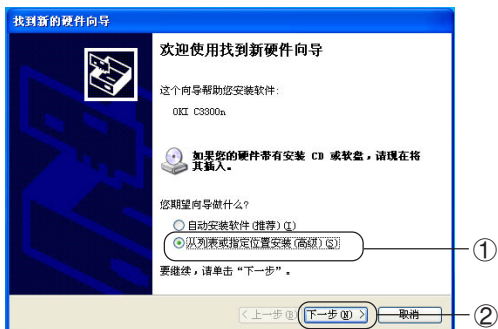 找到新的硬件向导
欢迎使用找到新硬件向导
这个向导帮助您安装软件:
OKI C3300n
如果您的硬件带有安装 CD 或软盘，请现在将
其插入。
您期望向导做什么?
自动安装软件(推荐)(I)
从列表或指定位置安装(高级)(S)
①
要继续，请单击“下一步”。
< 上一步(B) 下一步(N) > 取消
②